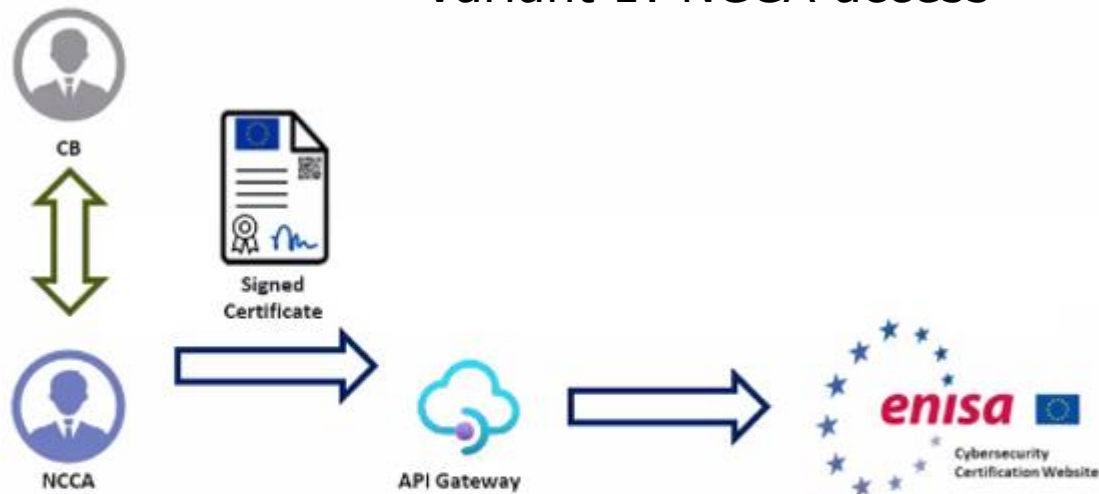 Variant 1: NCCA access
CB
Signed
Certificate
NCCA
API Gateway
enisa
Cybersecurity
Certification Website